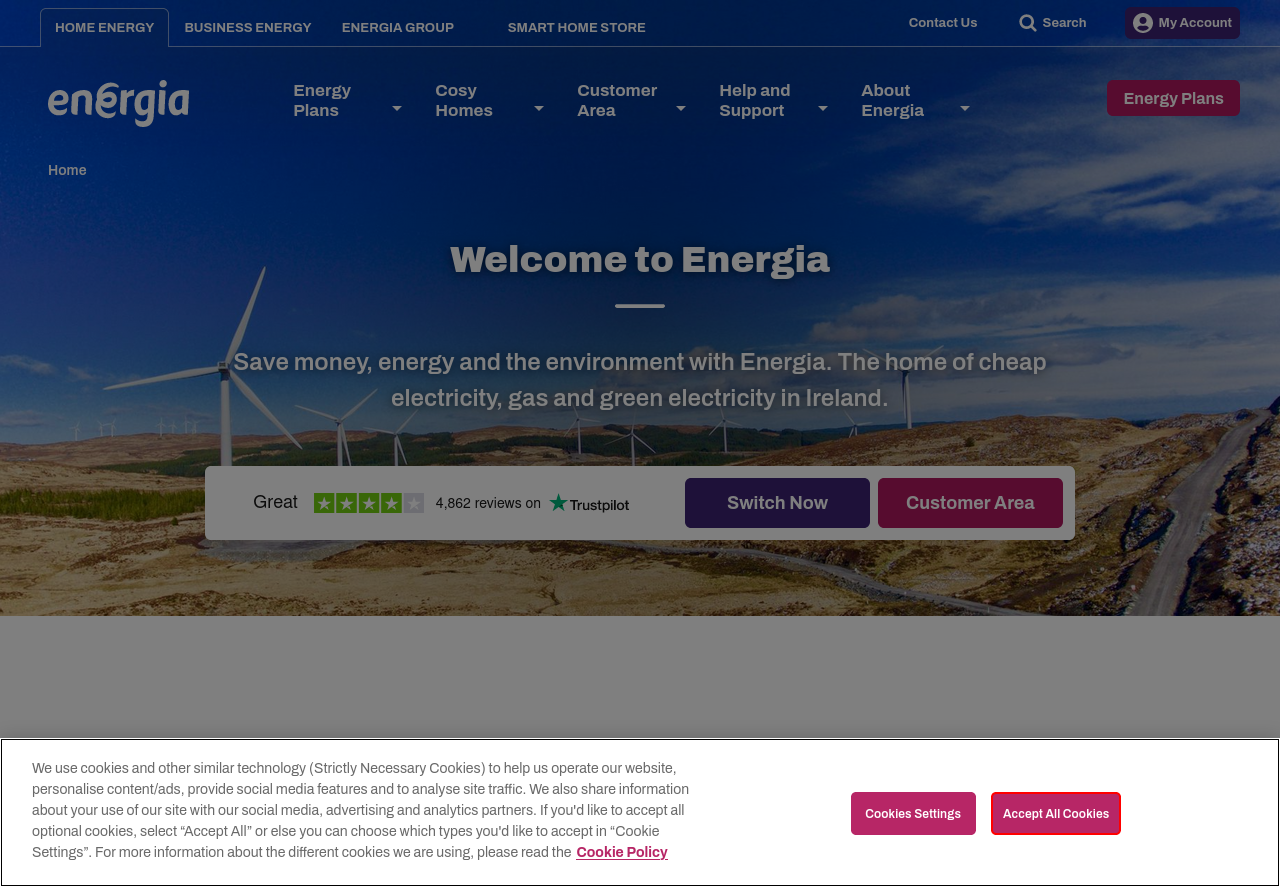 HOME ENERGY BUSINESS ENERGY ENERGIA GROUP SMART HOME STORE Contact Us Search My Account
energia
Energy Plans
Cosy Homes
Customer Area
Help and Support
About Energia
Energy Plans
Home
Welcome to Energia
Save money, energy and the environment with Energia. The home of cheap
electricity, gas and green electricity in Ireland.
Great 4,862 reviews on Trustpilot Switch Now Customer Area
We use cookies and other similar technology (Strictly Necessary Cookies) to help us operate our website,
personalise content/ads, provide social media features and to analyse site traffic. We also share information
about your use of our site with our social media, advertising and analytics partners. If you'd like to accept all
optional cookies, select “Accept All” or else you can choose which types you'd like to accept in “Cookie
Settings”. For more information about the different cookies we are using, please read the Cookie Policy
Cookies Settings Accept All Cookies